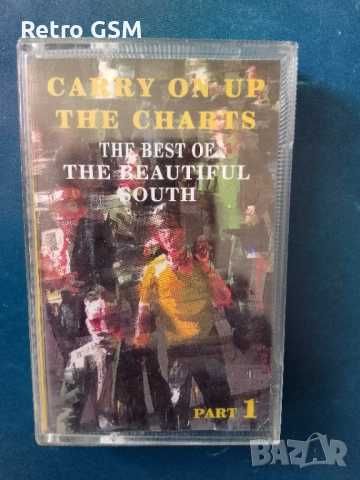 Retro GSM
CARRY ON UP
THE CHARTS
THE BEST OF
THE BEAUTIFUL
SOUTH
PART 1
BAZAR